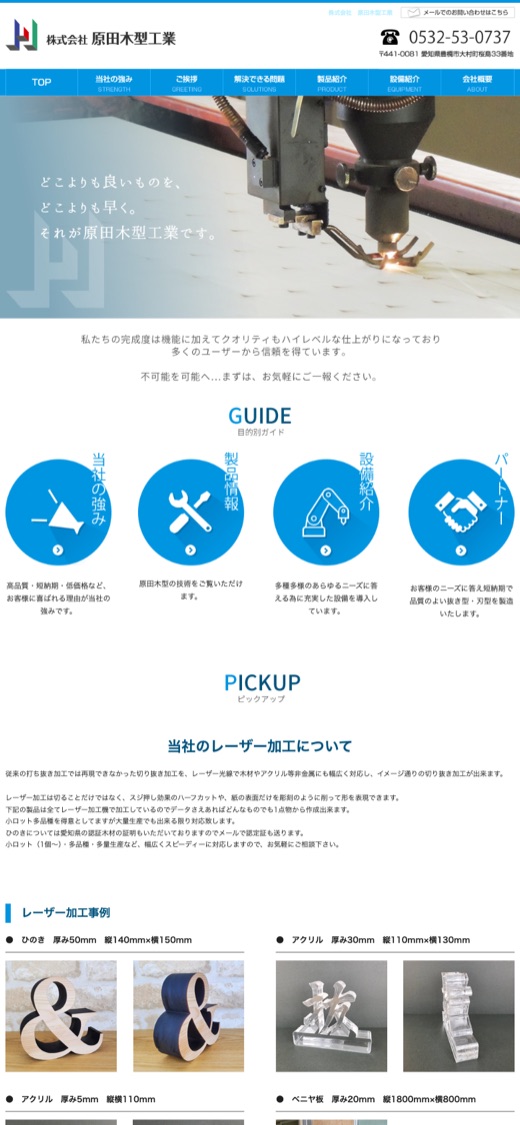 株式会社　原田木型工業
メールでのお問い合わせはこちら
株式会社 原田木型工業
0532-53-0737
〒441-0081 愛知県豊橋市大村町桜島33番地
TOP
当社の強み
STRENGTH
ご挨拶
GREETING
解決できる問題
SOLUTIONS
製品紹介
PRODUCT
設備紹介
EQUIPMENT
会社概要
ABOUT
どこよりも良いものを、
どこよりも早く。
それが原田木型工業です。
私たちの完成度は機能に加えてクオリティもハイレベルな仕上がりになっており
多くのユーザーから信頼を得ています。
不可能を可能へ…まずは、お気軽にご一報ください。
GUIDE
目的別ガイド
当社の強み
製品情報
設備紹介
パートナー
高品質・短納期・低価格など、
お客様に喜ばれる理由が当社の
強みです。
原田木型の技術をご覧いただけ
ます。
多種多様のあらゆるニーズに答
える為に充実した設備を導入し
ています。
お客様のニーズに答え短納期で
品質のよい抜き型・刃型を製造
いたします。
PICKUP
ピックアップ
当社のレーザー加工について
従来の打ち抜き加工では再現できなかった切り抜き加工を、レーザー光線で木材やアクリル等非金属にも幅広く対応し、イメージ通りの切り抜き加工が出来ます。
レーザー加工は切ることだけではなく、スジ押し効果のハーフカットや、紙の表面だけを彫刻のように削って形を表現できます。
下記の製品は全てレーザー加工機で加工しているのでデータさえあればどんなものでも1点物から作成出来ます。
小ロット多品種を得意としてますが大量生産でも出来る限り対応致します。
ひのきについては愛知県の認証木材の証明もいただいておりますのでメールで認定証も送ります。
小ロット（1個～）・多品種・多量生産など、幅広くスピーディーに対応しますので、お気軽にご相談下さい。
レーザー加工事例
● ひのき　厚み50mm　縦140mm×横150mm
● アクリル　厚み30mm　縦110mm×横130mm
● アクリル　厚み5mm　縦横110mm
● ベニヤ板　厚み20mm　縦1800mm×横800mm